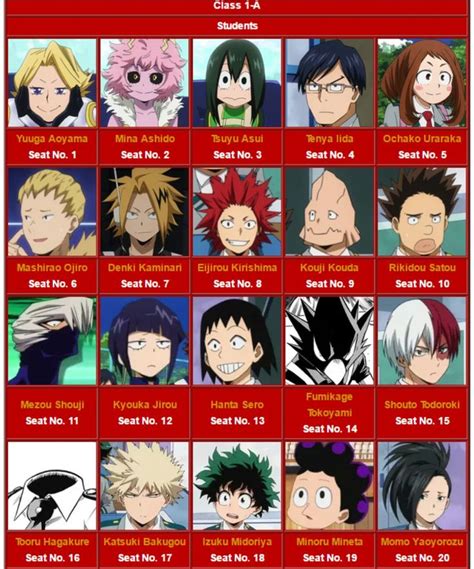 Class 1-A
Students
Yuuga Aoyama
Mina Ashido
Tsuyu Asui
Tenya Iida
Ochako Uraraka
Seat No. 1
Seat No. 2
Seat No. 3
Seat No. 4
Seat No. 5
Mashirao Ojiro
Denki Kaminari
Eijirou Kirishima
Kouji Kouda
Rikidou Satou
Seat No. 6
Seat No. 7
Seat No. 8
Seat No. 9
Seat No. 10
Mezou Shouji
Kyouka Jirou
Hanta Sero
Fumikage
Tokoyami
Shouto Todoroki
Seat No. 11
Seat No. 12
Seat No. 13
Seat No. 14
Seat No. 15
Tooru Hagakure
Katsuki Bakugou
Izuku Midoriya
Minoru Mineta
Momo Yaoyorozu
Seat No. 16
Seat No. 17
Seat No. 18
Seat No. 19
Seat No. 20